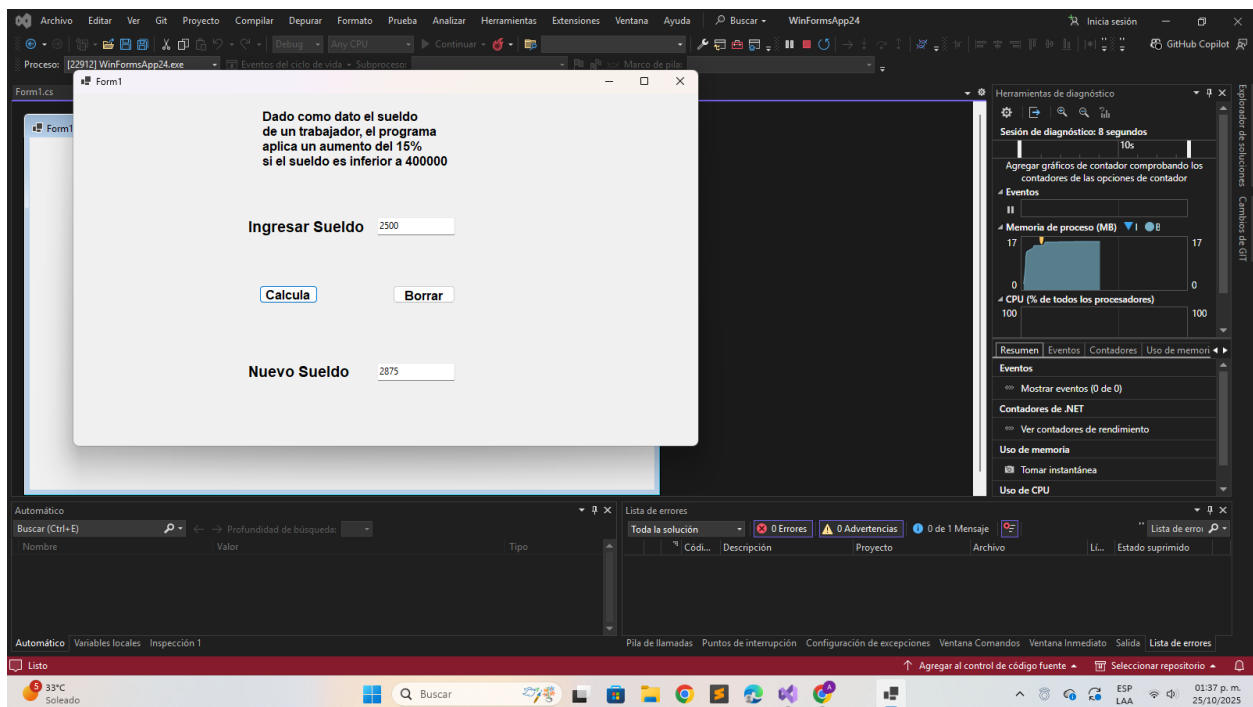 Archivo Editar Ver Git Proyecto Compilar Depurar Formato Prueba Analizar Herramientas Extensiones Ventana Ayuda Buscar WinFormsApp24 Inicia sesión
Debug Any CPU Continuar GitHub Copilot
Proceso: [22912] WinFormsApp24.exe Eventos del ciclo de vida Subproceso: Marco de pila:
Form1.cs
Form1
Form1
Dado como dato el sueldo
de un trabajador, el programa
aplica un aumento del 15%
si el sueldo es inferior a 400000
Ingresar Sueldo 2500
Calcula Borrar
Nuevo Sueldo 2875
Herramientas de diagnóstico
Sesión de diagnóstico: 8 segundos
10s
Agregar gráficos de contador comprobando los
contadores de las opciones de contador
Eventos
Memoria de proceso (MB)
17 17
0 0
CPU (% de todos los procesadores)
100 100
Resumen Eventos Contadores Uso de memori
Eventos
Mostrar eventos (0 de 0)
Contadores de .NET
Ver contadores de rendimiento
Uso de memoria
Tomar instantánea
Uso de CPU
Explorador de soluciones
Cambios de GIT
Automático
Buscar (Ctrl+E) Profundidad de búsqueda:
Nombre Valor Tipo
Automático Variables locales Inspección 1
Lista de errores
Toda la solución 0 Errores 0 Advertencias 0 de 1 Mensaje Lista de error
Códi... Descripción Proyecto Archivo Lí... Estado suprimido
Pila de llamadas Puntos de interrupción Configuración de excepciones Ventana Comandos Ventana Inmediato Salida Lista de errores
Listo Agregar al control de código fuente Seleccionar repositorio
5 33°C
Soleado
Buscar
ESP
LAA
01:37 p. m.
25/10/2025